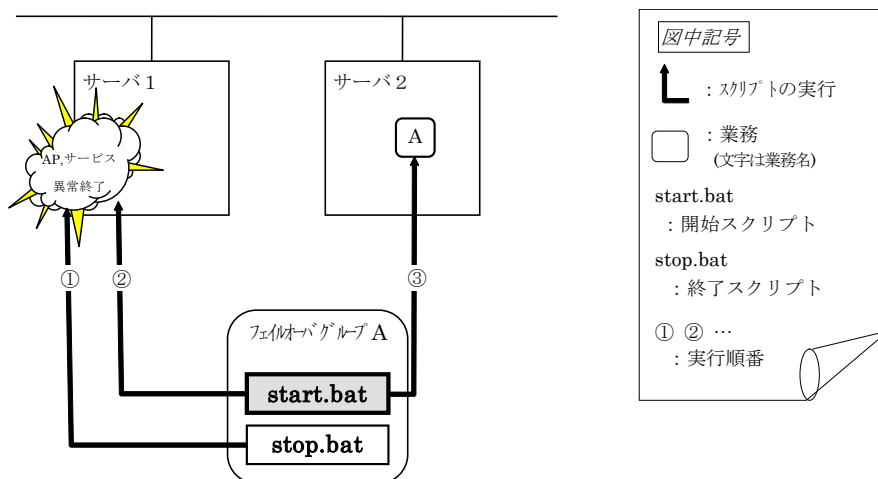 サーバ1
サーバ2
AP,サービス
異常終了
A
①
②
③
フェイルオーバグループA
start.bat
stop.bat
図中記号
：スクリプトの実行
：業務
(文字は業務名)
start.bat
：開始スクリプト
stop.bat
：終了スクリプト
① ② …
：実行順番